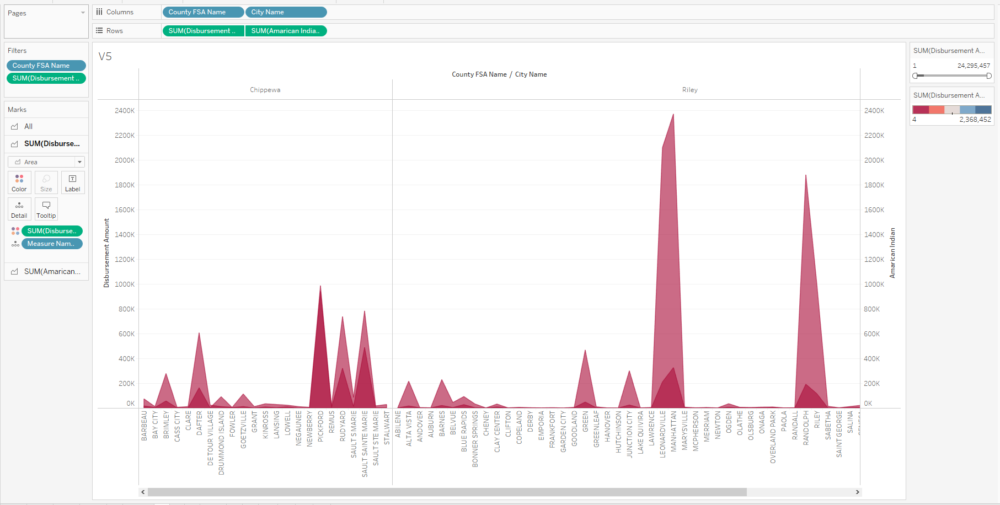 Pages
Columns
County FSA Name
City Name
Rows
SUM(Disbursement ..
SUM(Amarican India..
Filters
County FSA Name
SUM(Disbursement ..
Marks
All
SUM(Disburse...
Area
Color
Size
Label
Detail
Tooltip
SUM(Disburse..
Measure Nam..
SUM(Amarican...
V5
County FSA Name / City Name
Chippewa
Riley
Disbursement Amount
2400K
2200K
2000K
1800K
1600K
1400K
1200K
1000K
800K
600K
400K
200K
0K
BARBEAU
BAY CITY
BRIMLEY
CASS CITY
CLARE
DAFTER
DE TOUR VILLAGE
DRUMMOND ISLAND
FOWLER
GOETZVILLE
GRANT
KINROSS
LANSING
LOWELL
NEGAUNEE
NEWBERRY
PICKFORD
REMUS
RUDYARD
SAULT S MARIE
SAULT SAINTE MARIE
SAULT STE MARIE
STALWART
ABILENE
ALTA VISTA
ANDOVER
AUBURN
BARNES
BELVUE
BLUE RAPIDS
BONNER SPRINGS
CHENEY
CLAY CENTER
CLIFTON
COPELAND
DERBY
EMPORIA
FRANKFORT
GARDEN CITY
GOODLAND
GREEN
GREENLEAF
HANOVER
HUTCHINSON
JUNCTION CITY
LAKE QUIVIRA
LAWRENCE
LEONARDVILLE
MANHATTAN
MARYSVILLE
MCPHERSON
MERRIAM
NEWTON
OGDEN
OLATHE
OLSBURG
ONAGA
OVERLAND PARK
PAOLA
RANDALL
RANDOLPH
RILEY
SABETHA
SAINT GEORGE
SALINA
2400K
2200K
2000K
1800K
1600K
1400K
1200K
1000K
800K
600K
400K
200K
0K
Amarican Indian
SUM(Disbursement A...
1 24,295,457
SUM(Disbursement A...
4 2,368,452